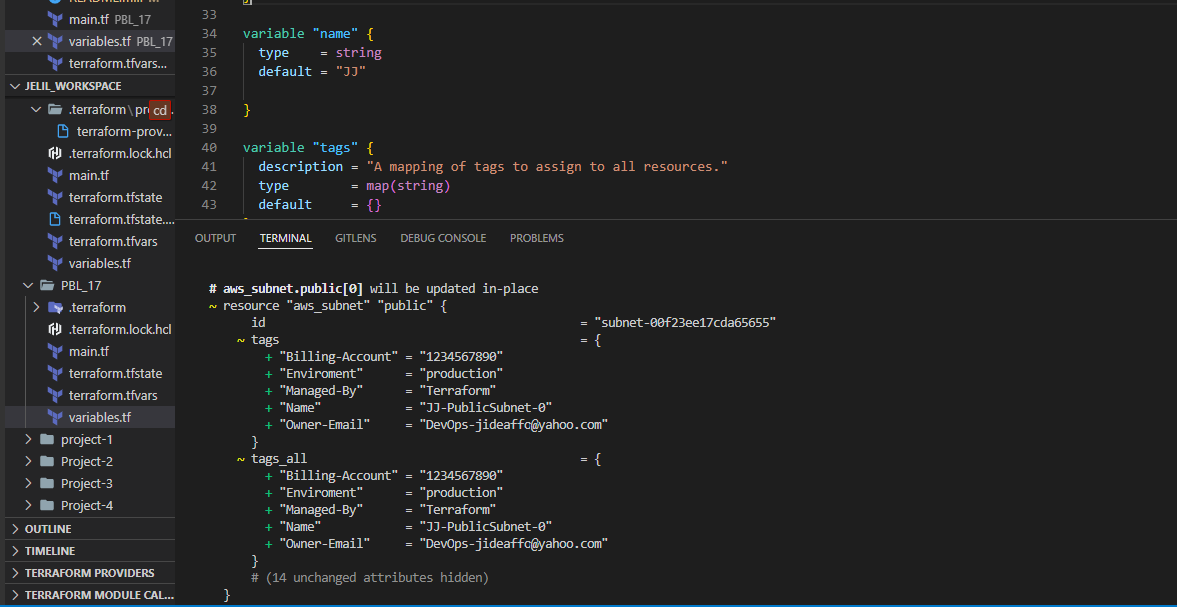 README.m... M
main.tf PBL_17
variables.tf PBL_17
terraform.tfvars...
JELIL_WORKSPACE
.terraform\pr cd .
terraform-prov...
.terraform.lock.hcl
main.tf
terraform.tfstate
terraform.tfstate....
terraform.tfvars
variables.tf
PBL_17
.terraform
.terraform.lock.hcl
main.tf
terraform.tfstate
terraform.tfvars
variables.tf
project-1
Project-2
Project-3
Project-4
OUTLINE
TIMELINE
TERRAFORM PROVIDERS
TERRAFORM MODULE CAL...
}
33
34 variable "name" {
35 type = string
36 default = "JJ"
37
38 }
39
40 variable "tags" {
41 description = "A mapping of tags to assign to all resources."
42 type = map(string)
43 default = {}
OUTPUT TERMINAL GITLENS DEBUG CONSOLE PROBLEMS
# aws_subnet.public[0] will be updated in-place
~ resource "aws_subnet" "public" {
id = "subnet-00f23ee17cda65655"
~ tags = {
+ "Billing-Account" = "1234567890"
+ "Enviroment" = "production"
+ "Managed-By" = "Terraform"
+ "Name" = "JJ-PublicSubnet-0"
+ "Owner-Email" = "DevOps-jideaffo@yahoo.com"
}
~ tags_all = {
+ "Billing-Account" = "1234567890"
+ "Enviroment" = "production"
+ "Managed-By" = "Terraform"
+ "Name" = "JJ-PublicSubnet-0"
+ "Owner-Email" = "DevOps-jideaffo@yahoo.com"
}
# (14 unchanged attributes hidden)
}